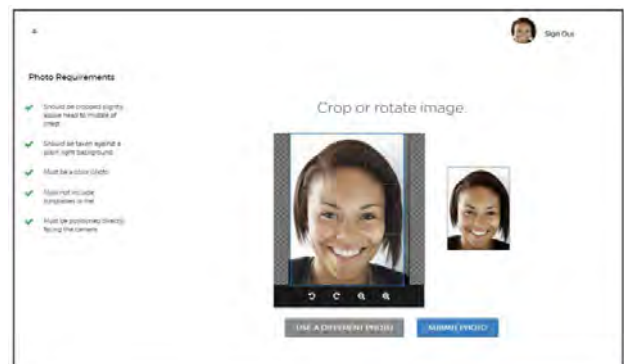 Sign Out
Photo Requirements
Should be cropped slightly
above head to middle of
chest
Should be taken against a
plain light background
Must be a color photo
Must not include
sunglasses or hat
Must be positioned directly
facing the camera
Crop or rotate image.
USE A DIFFERENT PHOTO
SUBMIT PHOTO